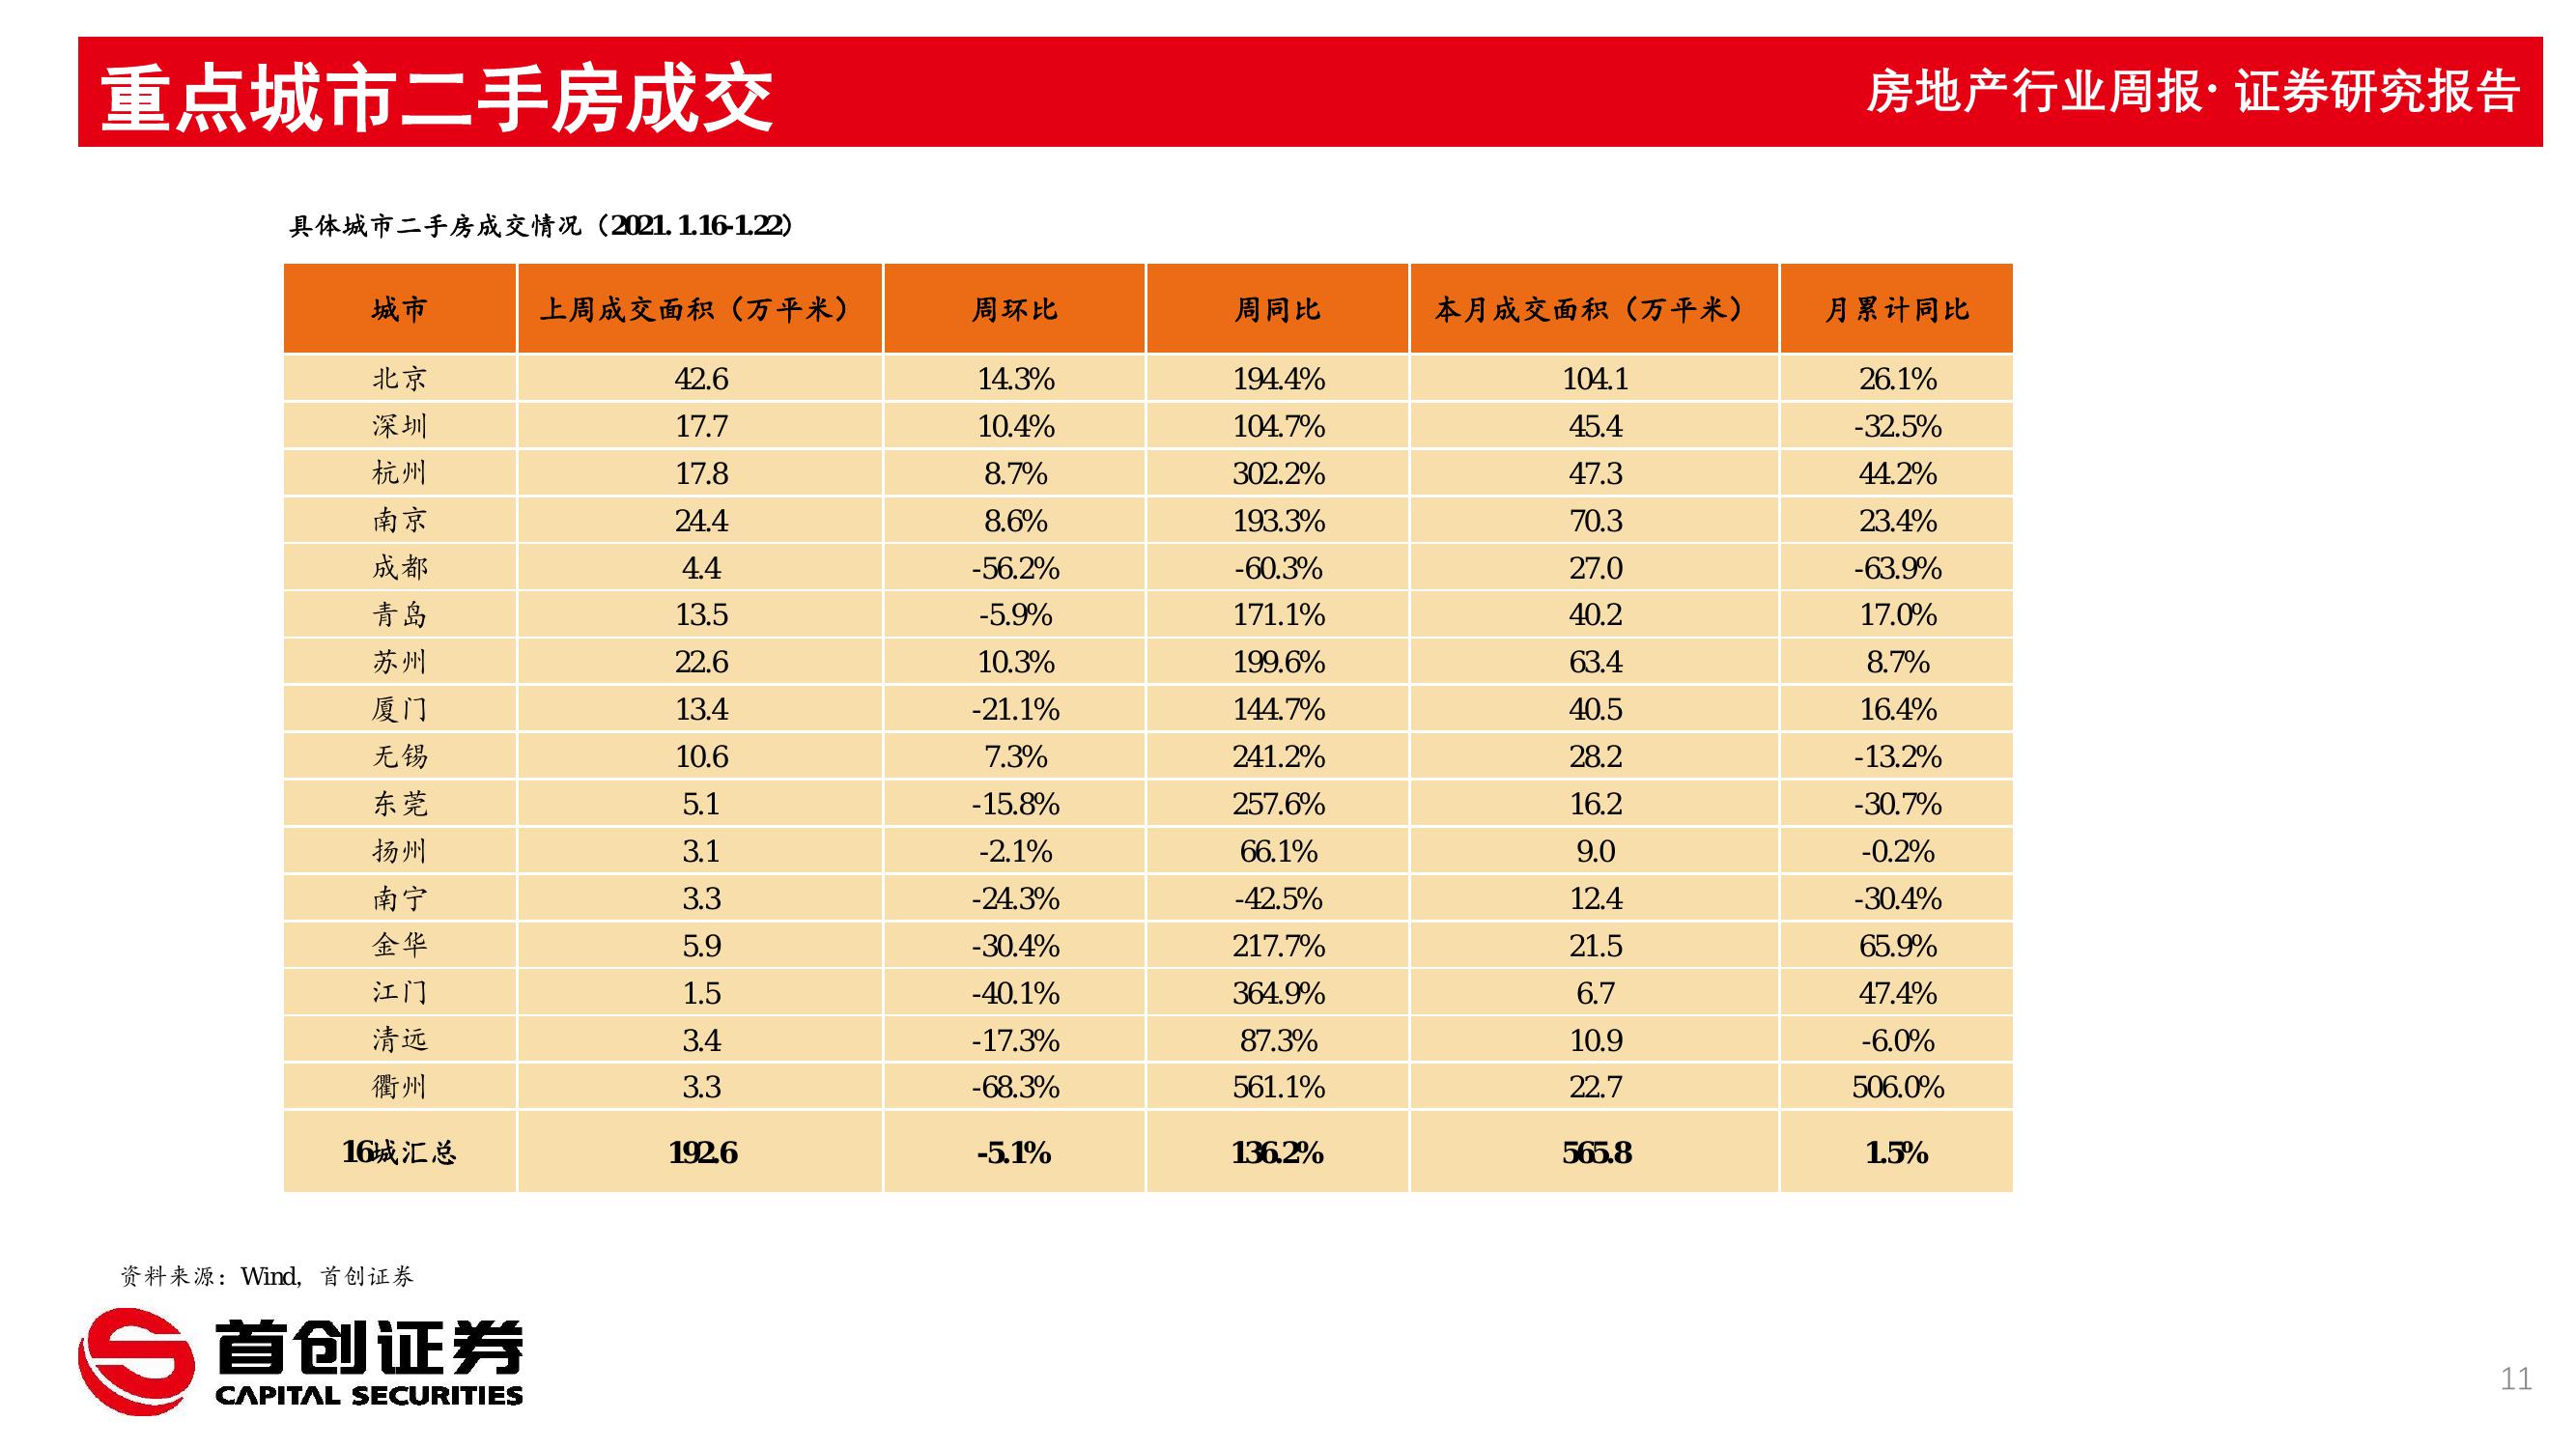 重点城市二手房成交
房地产行业周报· 证券研究报告
具体城市二手房成交情况（2021. 1.16-1.22）
城市 上周成交面积（万平米） 周环比 周同比 本月成交面积（万平米） 月累计同比
北京 42.6 14.3% 194.4% 104.1 26.1%
深圳 17.7 10.4% 104.7% 45.4 -32.5%
杭州 17.8 8.7% 302.2% 47.3 44.2%
南京 24.4 8.6% 193.3% 70.3 23.4%
成都 4.4 -56.2% -60.3% 27.0 -63.9%
青岛 13.5 -5.9% 171.1% 40.2 17.0%
苏州 22.6 10.3% 199.6% 63.4 8.7%
厦门 13.4 -21.1% 144.7% 40.5 16.4%
无锡 10.6 7.3% 241.2% 28.2 -13.2%
东莞 5.1 -15.8% 257.6% 16.2 -30.7%
扬州 3.1 -2.1% 66.1% 9.0 -0.2%
南宁 3.3 -24.3% -42.5% 12.4 -30.4%
金华 5.9 -30.4% 217.7% 21.5 65.9%
江门 1.5 -40.1% 364.9% 6.7 47.4%
清远 3.4 -17.3% 87.3% 10.9 -6.0%
衢州 3.3 -68.3% 561.1% 22.7 506.0%
16城汇总 192.6 -5.1% 136.2% 565.8 1.5%
资料来源：Wind，首创证券
首创证券
CAPITAL SECURITIES
11